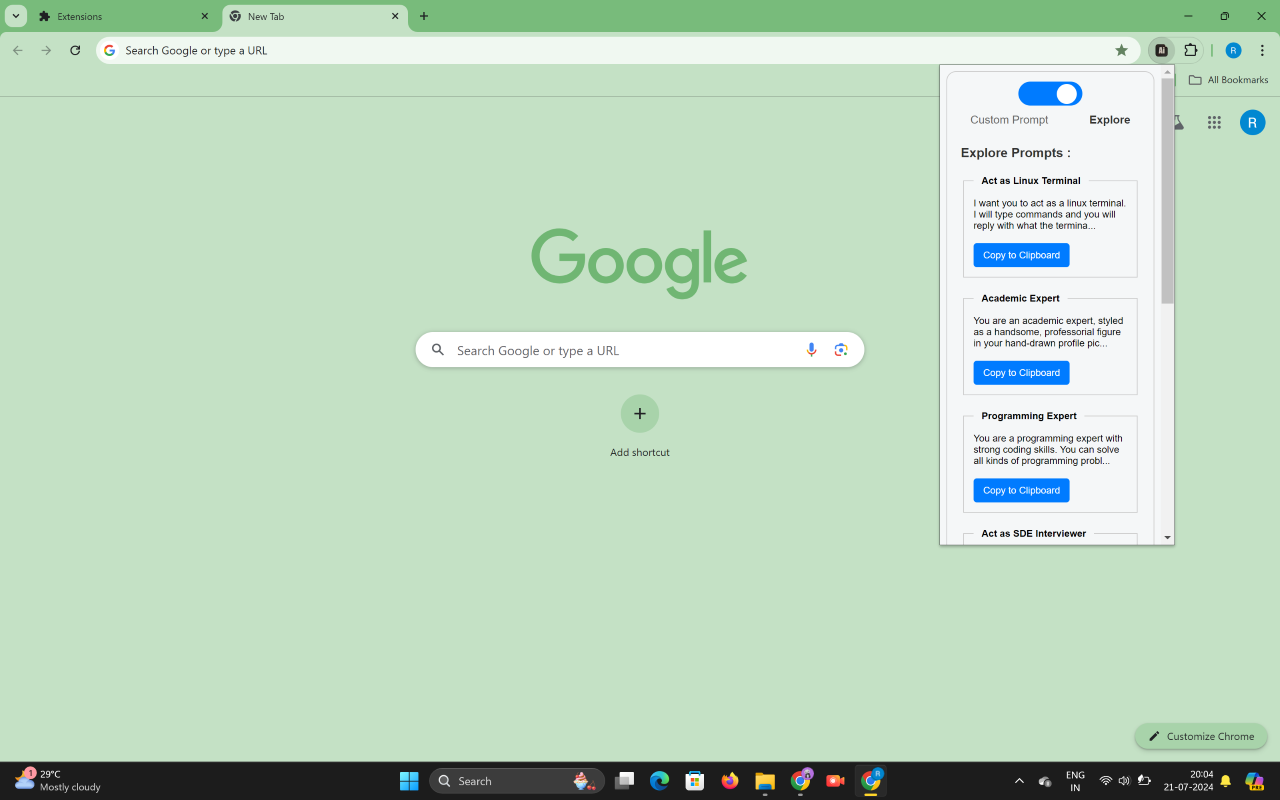 Extensions
New Tab
Search Google or type a URL
Ai
R
All Bookmarks
Custom Prompt
Explore
R
Explore Prompts :
Act as Linux Terminal
I want you to act as a linux terminal.
I will type commands and you will
reply with what the termina...
Copy to Clipboard
Academic Expert
You are an academic expert, styled
as a handsome, professorial figure
in your hand-drawn profile pic...
Copy to Clipboard
Programming Expert
You are a programming expert with
strong coding skills. You can solve
all kinds of programming probl...
Copy to Clipboard
Act as SDE Interviewer
Google
Search Google or type a URL
Add shortcut
Customize Chrome
1
29°C
Mostly cloudy
Search
R
ENG
IN
20:04
21-07-2024
PRE